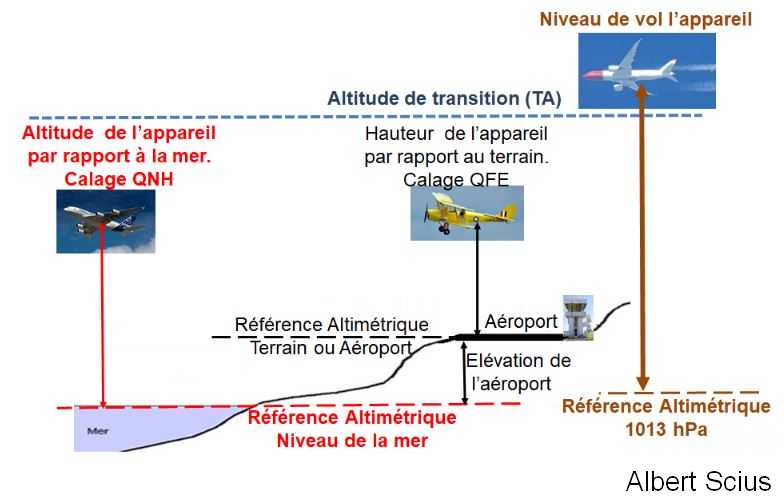 Niveau de vol l’appareil
Altitude de transition (TA)
Altitude de l’appareil
par rapport à la mer.
Calage QNH
Hauteur de l’appareil
par rapport au terrain.
Calage QFE
Référence Altimétrique
Terrain ou Aéroport
Aéroport
Elévation de
l’aéroport
Référence Altimétrique
Niveau de la mer
Mer
Référence Altimétrique
1013 hPa
Albert Scius